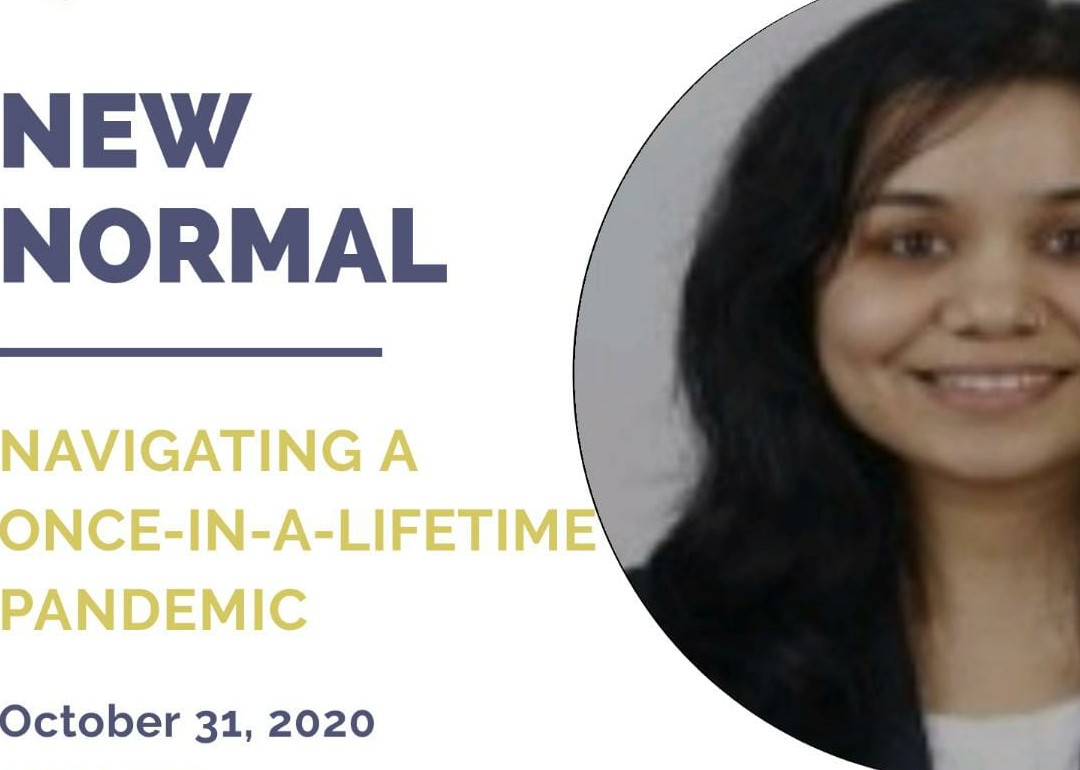 NEW
NORMAL
NAVIGATING A
ONCE-IN-A-LIFETIME
PANDEMIC
October 31, 2020